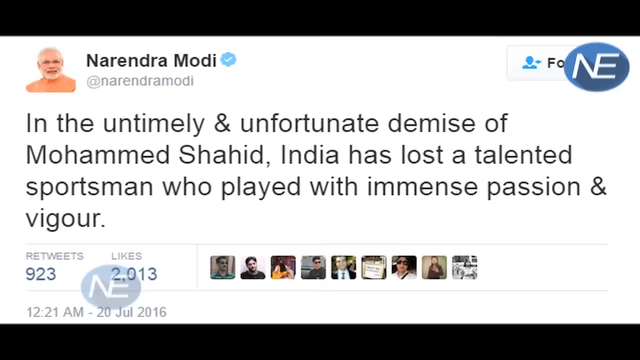 Narendra Modi
@narendramodi
Fo
NE
In the untimely & unfortunate demise of
Mohammed Shahid, India has lost a talented
sportsman who played with immense passion &
vigour.
RETWEETS LIKES
923 2,013
NE
12:21 AM - 20 Jul 2016